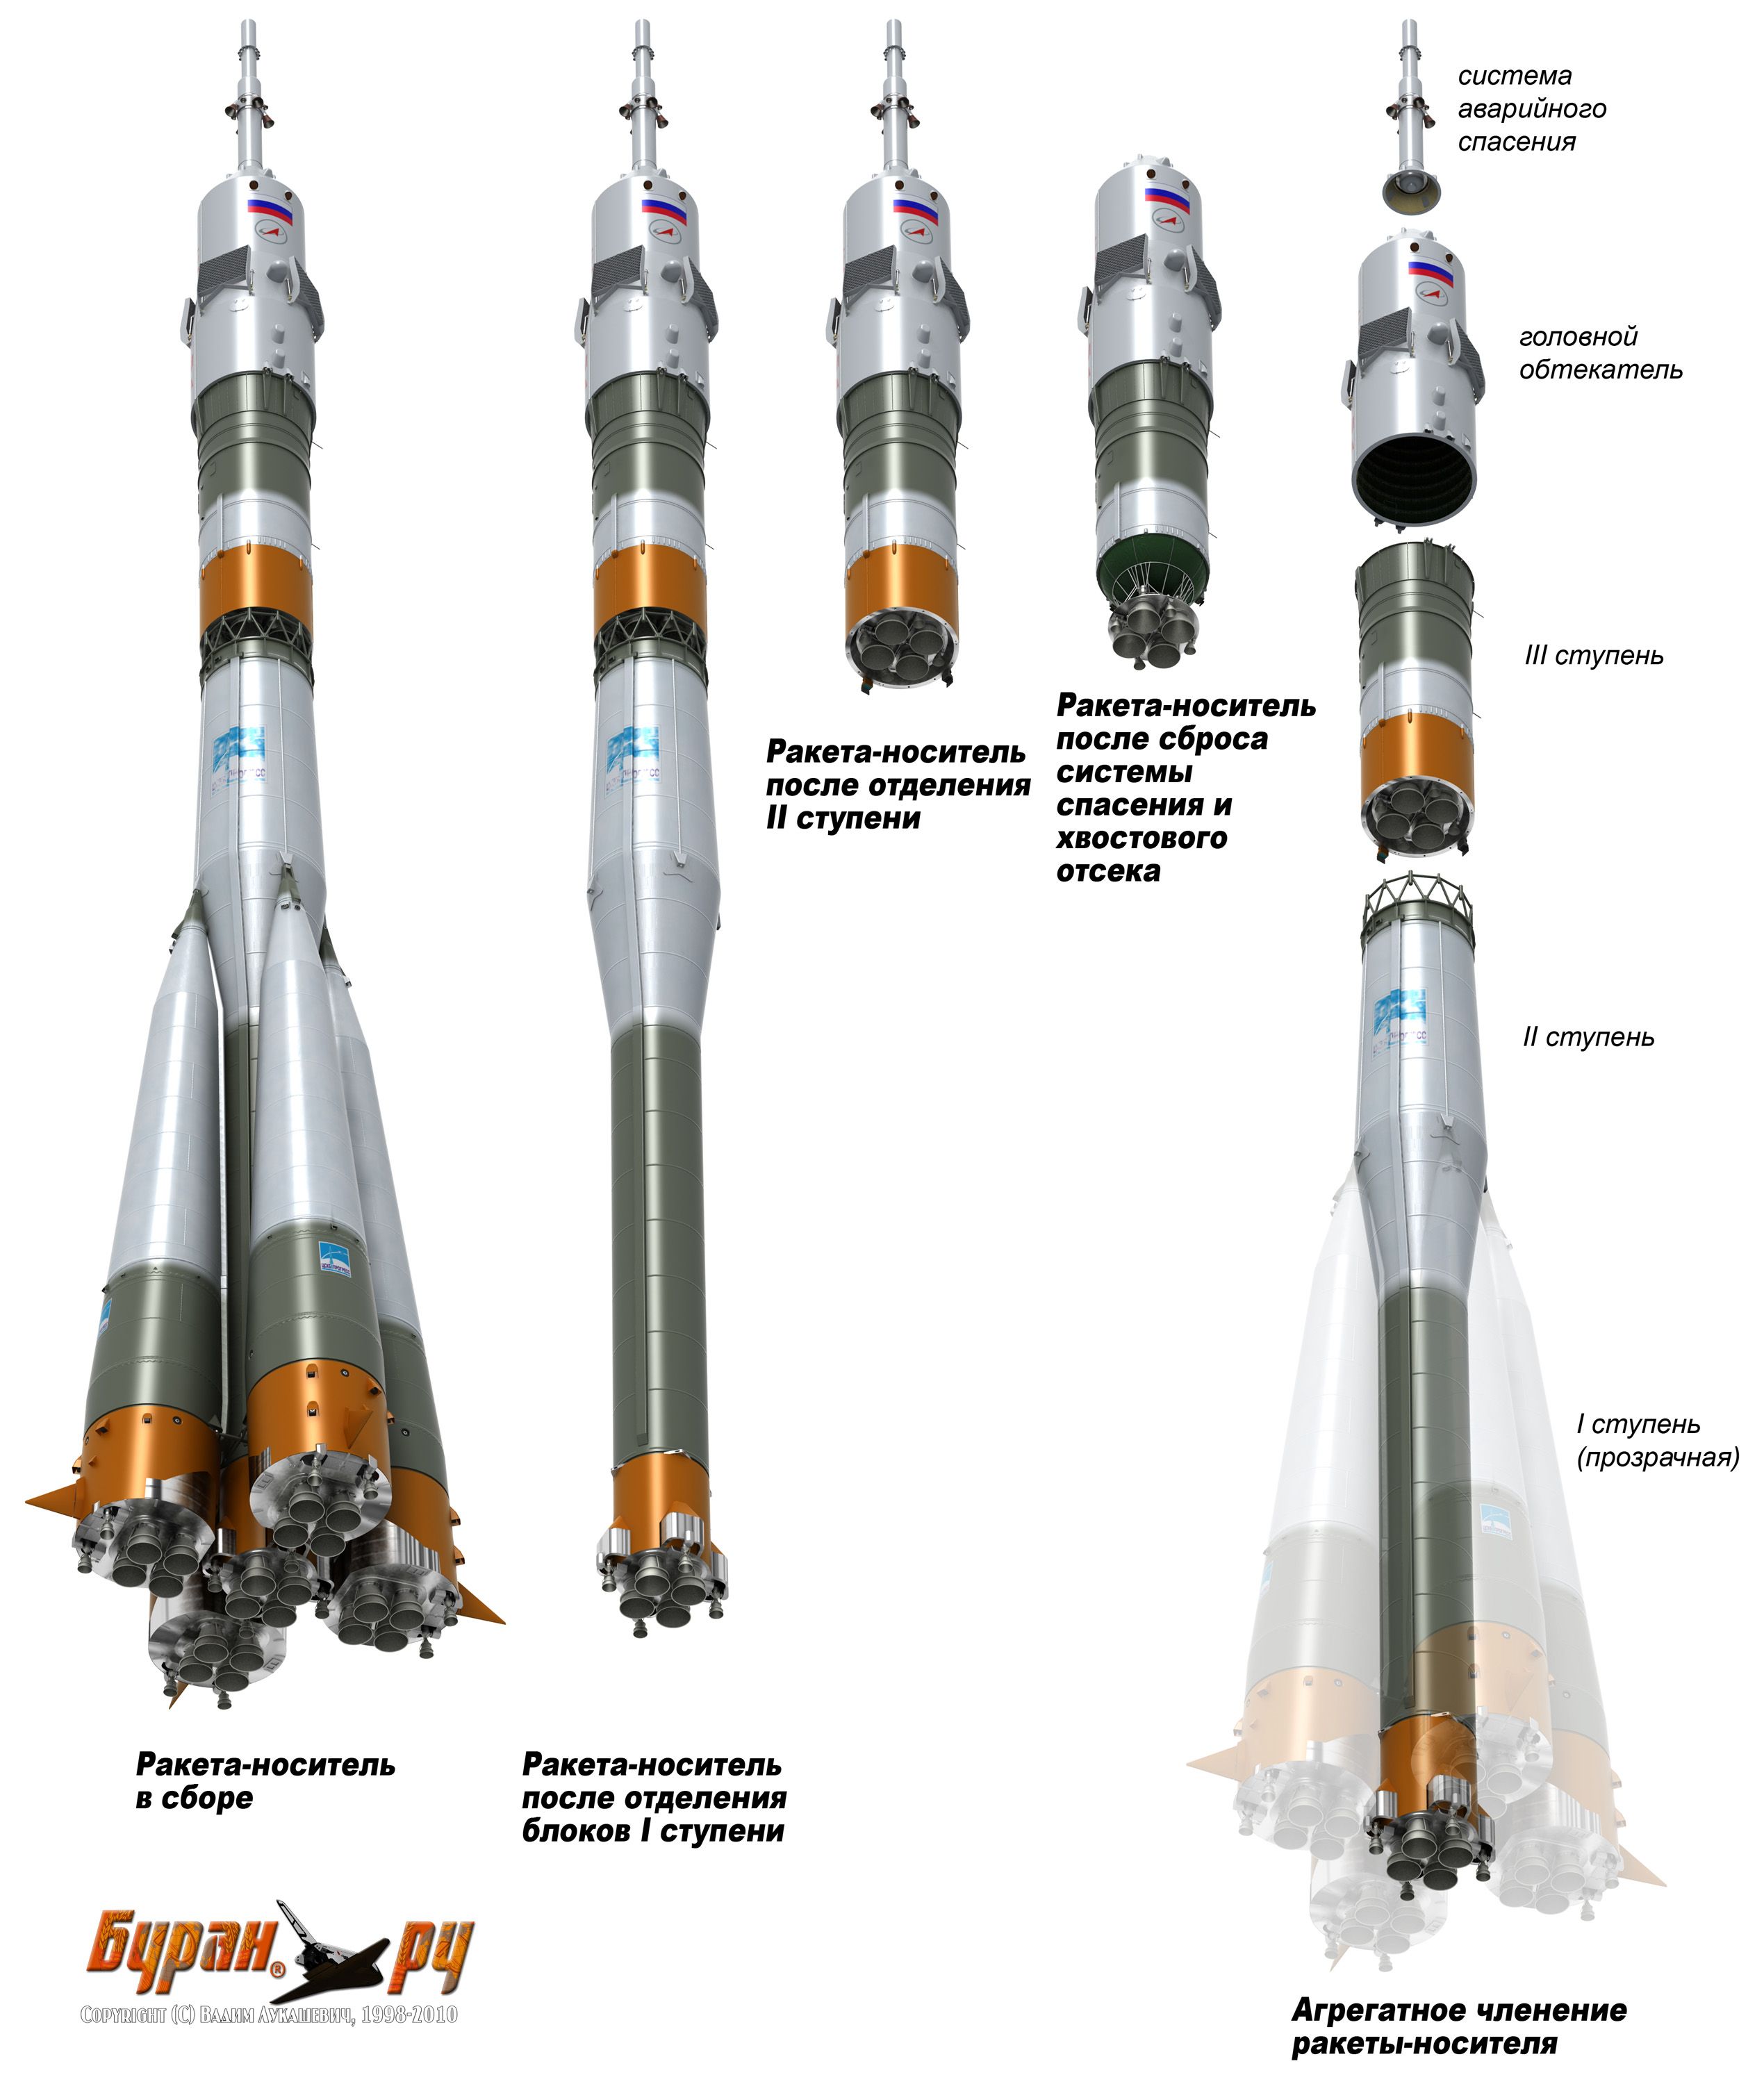 система
аварийного
спасения
головной
обтекатель
III ступень
Ракета-носитель
после отделения
II ступени
Ракета-носитель
после сброса
системы
спасения и
хвостового
отсека
II ступень
I ступень
(прозрачная)
Ракета-носитель
в сборе
Ракета-носитель
после отделения
блоков I ступени
Агрегатное членение
ракеты-носителя
Буран.ру
®
Copyright (C) Вадим Лукашевич, 1998-2010